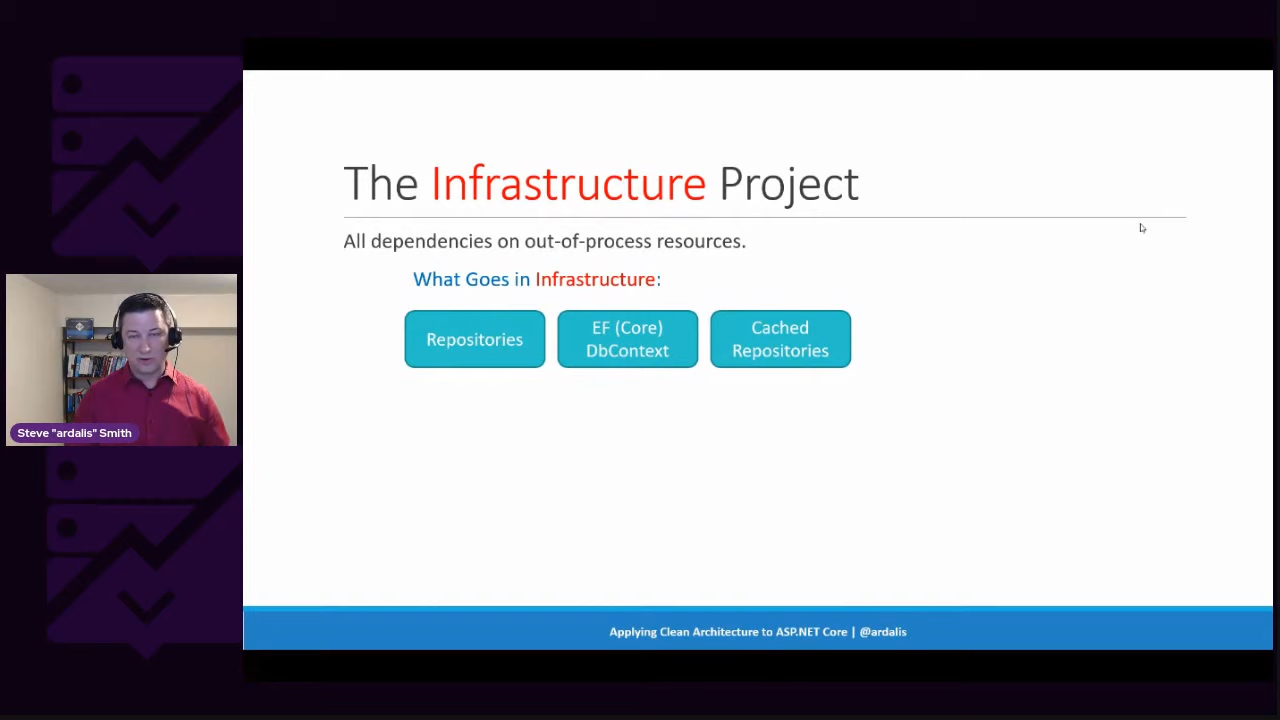 The Infrastructure Project
All dependencies on out-of-process resources.
What Goes in Infrastructure:
Repositories
EF (Core)
DbContext
Cached
Repositories
Steve "ardalis" Smith
Applying Clean Architecture to ASP.NET Core | @ardalis